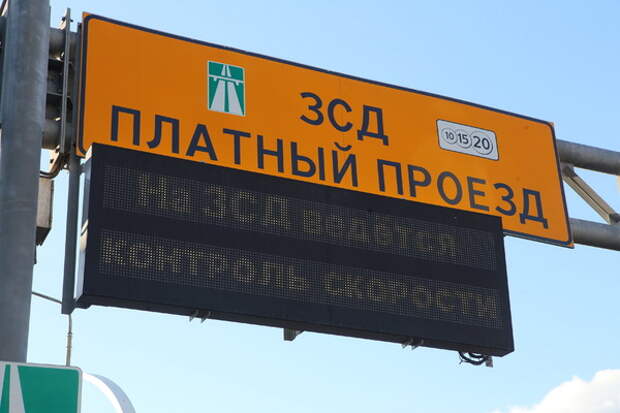 ЗСД
10 15 20
ПЛАТНЫЙ ПРОЕЗД
На ЗСД ведётся
контроль скорости